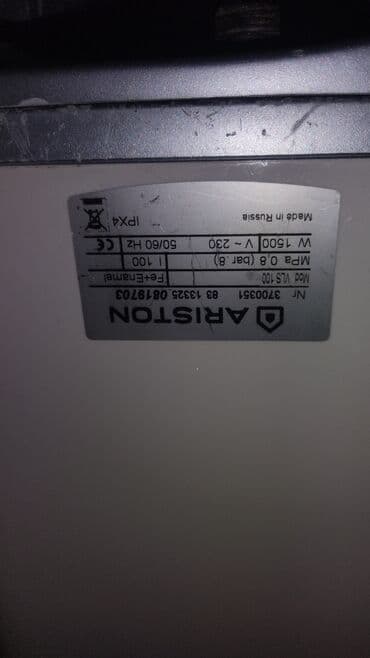 ARISTON
Nr 3700351 83 13325 0819703
Mod. VLS 100 Fe+Enamel
MPa 0,8 (bar 8) l 100
W 1500 V~ 230 50/60 Hz CE
Made in Russia IPX4